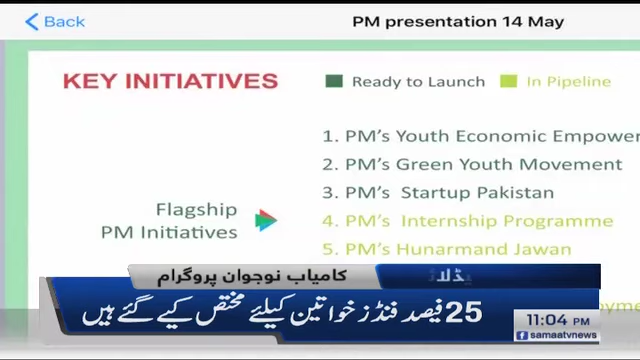 Back
PM presentation 14 May
KEY INITIATIVES
Ready to Launch
In Pipeline
1. PM's Youth Economic Empower
2. PM's Green Youth Movement
3. PM's Startup Pakistan
Flagship
PM Initiatives
4. PM's Internship Programme
5. PM's Hunarmand Jawan
کامیاب نوجوان پروگرام
25 فیصد فنڈز خواتین کیلئے مختص کیے گئے ہیں
11:04 PM
samaatvnews